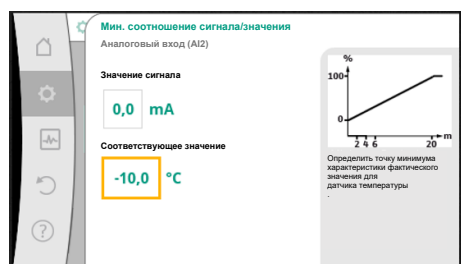 Мин. соотношение сигнала/значения
Аналоговый вход (AI2)
Значение сигнала
0,0 mA
Соответствующее значение
-10,0 °C
%
100
0
2 4 6 20
m
Определить точку минимума
характеристики фактического
значения для
датчика температуры
.
?